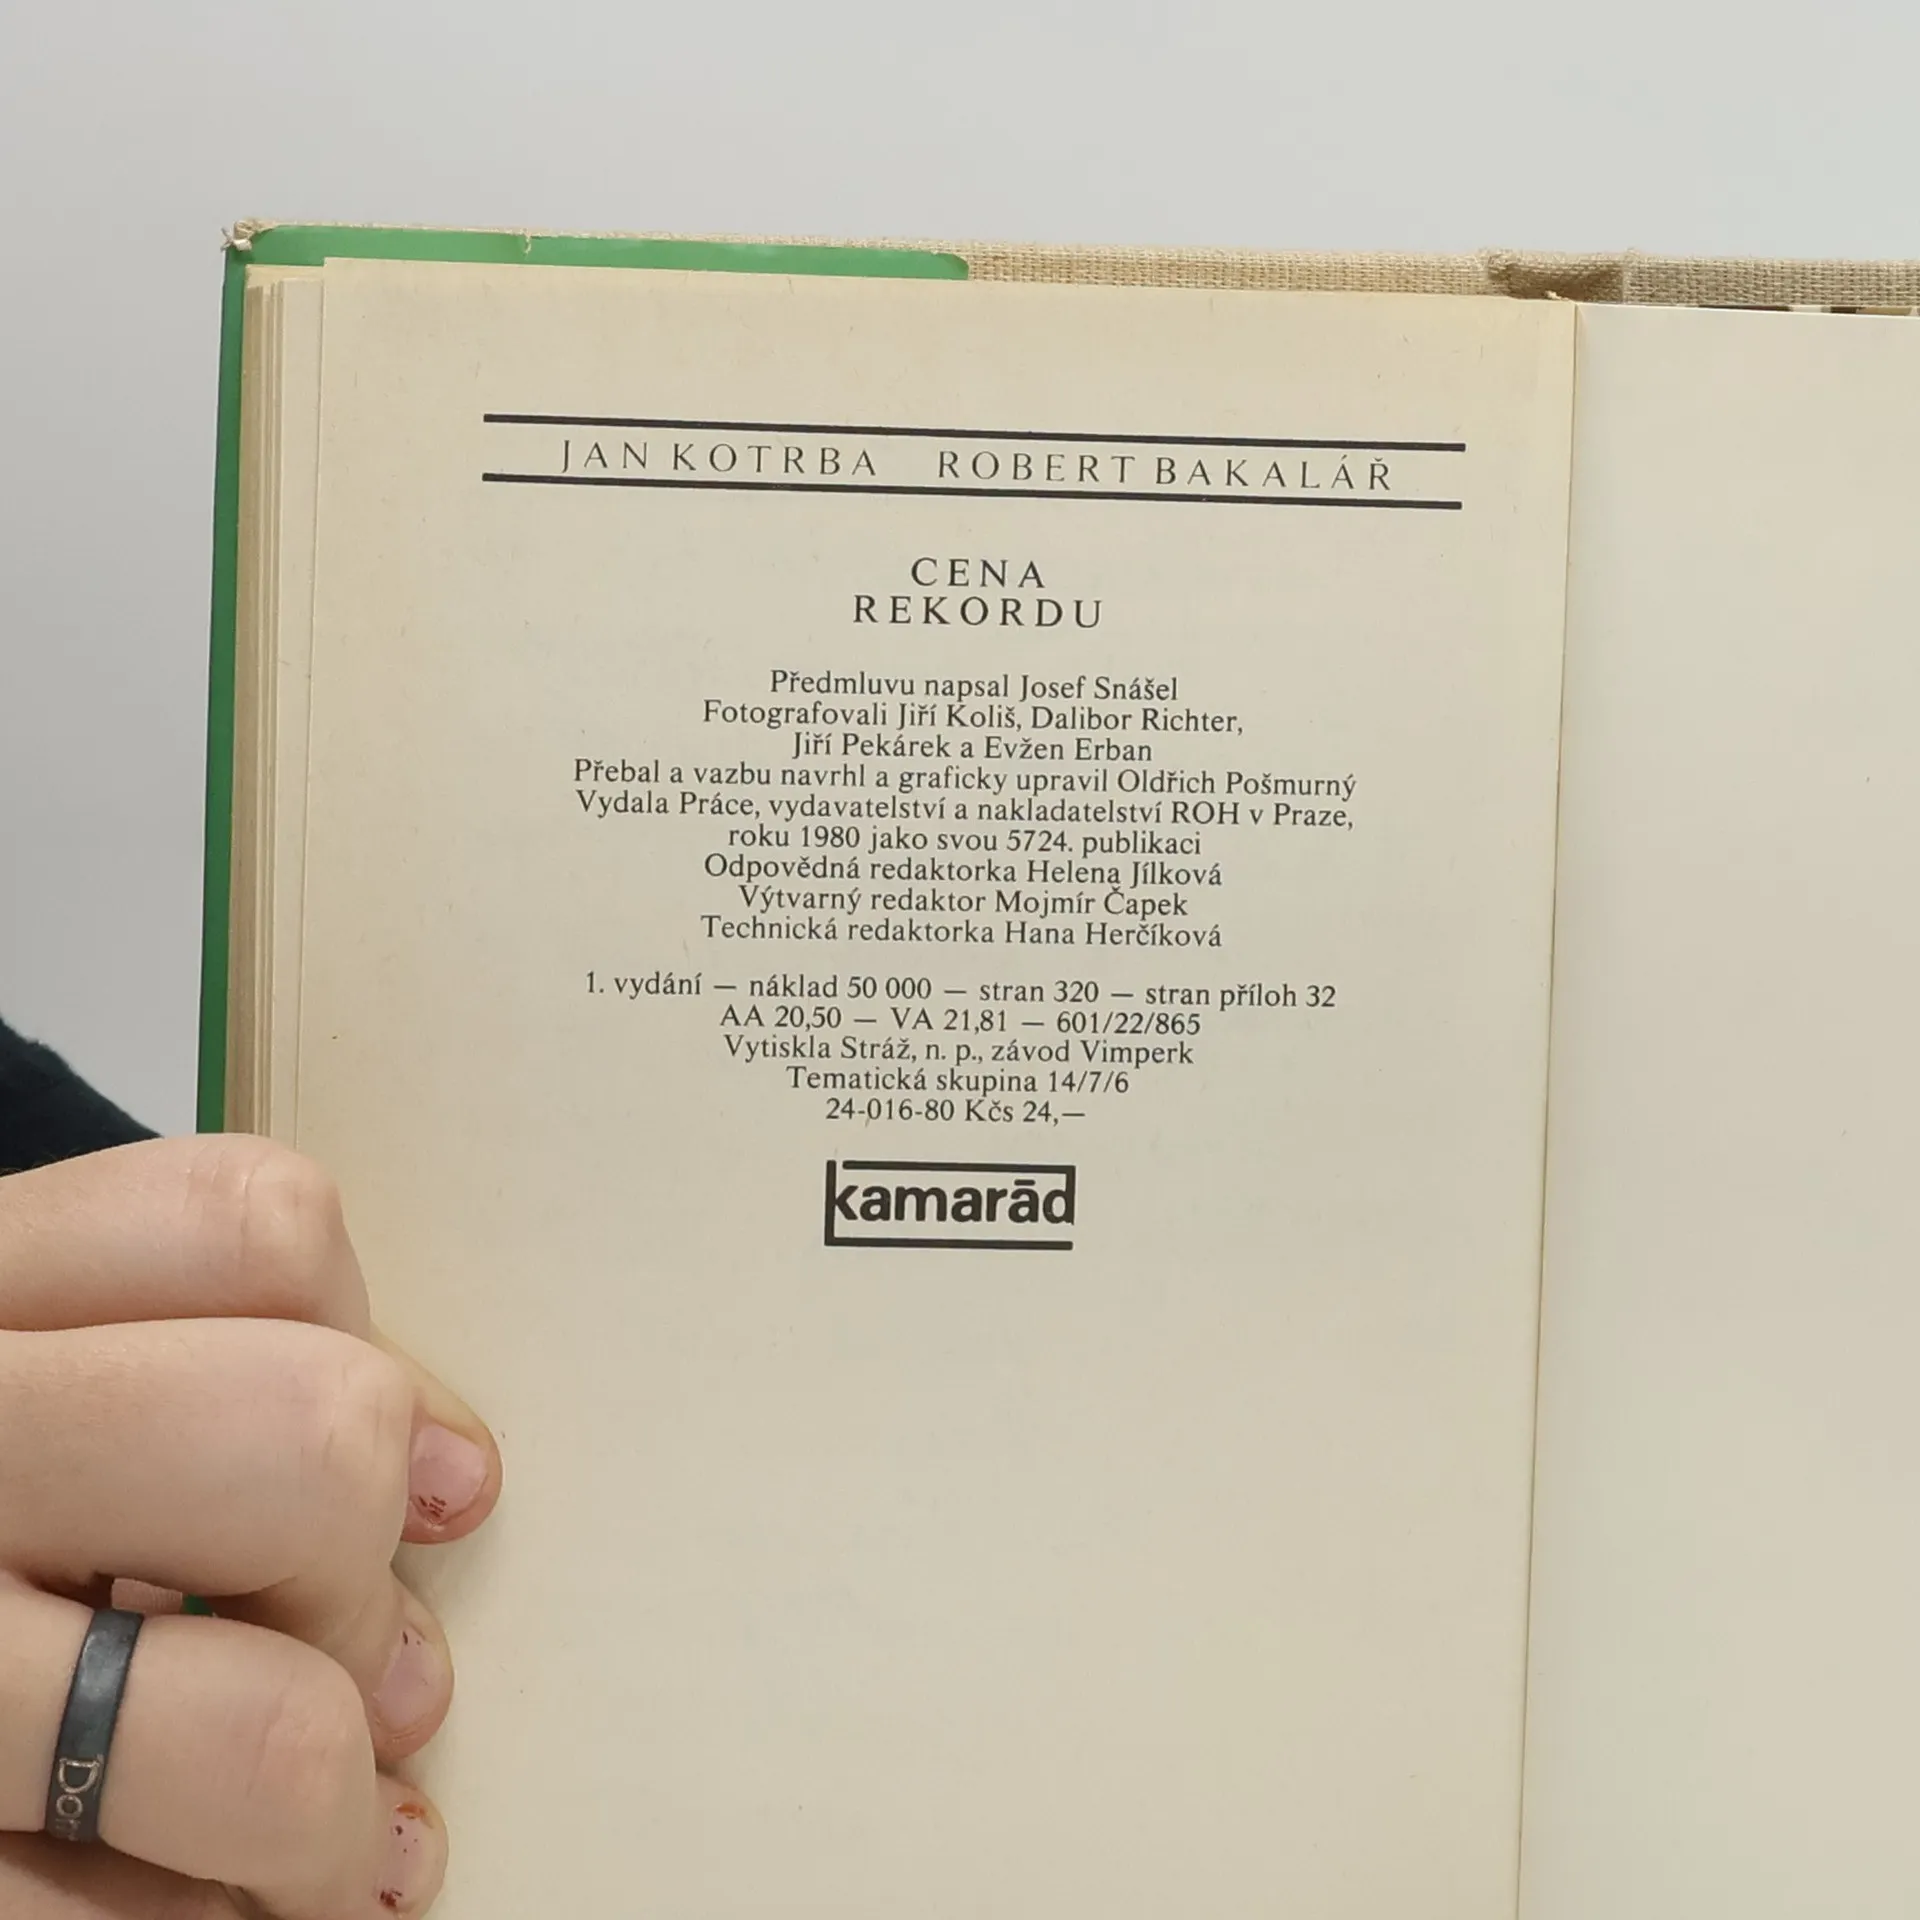 JAN KOTRBA ROBERT BAKALÁŘ
CENA
REKORDU
Předmluvu napsal Josef Snášel
Fotografovali Jiří Koliš, Dalibor Richter,
Jiří Pekárek a Evžen Erban
Přebal a vazbu navrhl a graficky upravil Oldřich Pošmurný
Vydala Práce, vydavatelství a nakladatelství ROH v Praze,
roku 1980 jako svou 5724. publikaci
Odpovědná redaktorka Helena Jílková
Výtvarný redaktor Mojmír Čapek
Technická redaktorka Hana Herčíková
1. vydání — náklad 50 000 — stran 320 — stran příloh 32
AA 20,50 — VA 21,81 — 601/22/865
Vytiskla Stráž, n. p., závod Vimperk
Tematická skupina 14/7/6
24-016-80 Kčs 24,—
kamarād